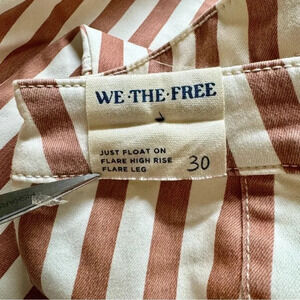 WE·THE·FREE
JUST FLOAT ON
FLARE HIGH RISE
FLARE LEG
30